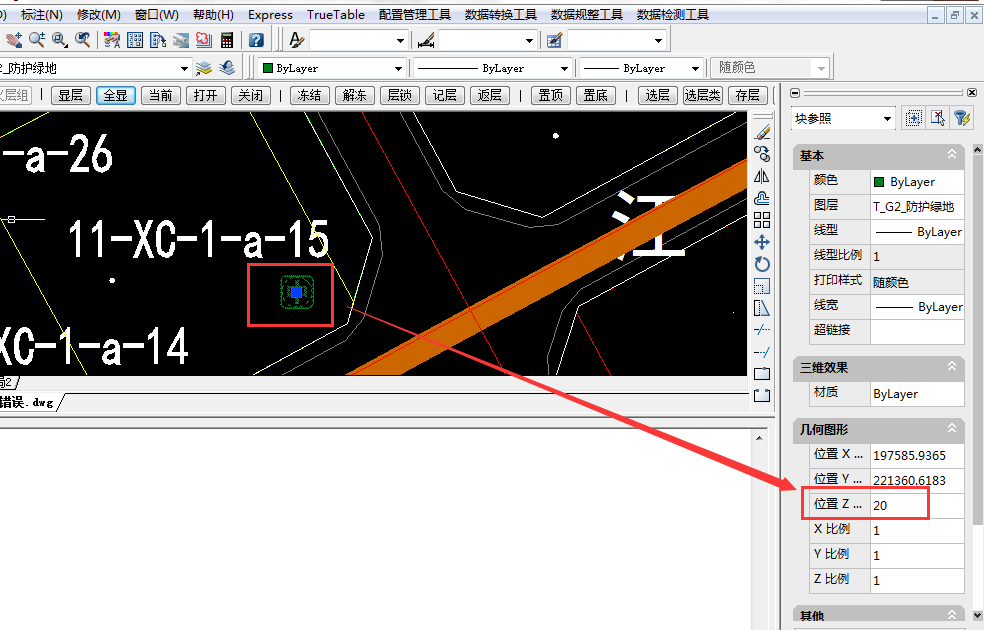 标注(N) 修改(M) 窗口(W) 帮助(H) Express TrueTable 配置管理工具 数据转换工具 数据规整工具 数据检测工具
2_防护绿地 ByLayer ByLayer ByLayer 随颜色
层组 显层 全显 当前 打开 关闭 冻结 解冻 层锁 记层 返层 置顶 置底 选层 选层类 存层
-a-26
11-XC-1-a-15
XC-1-a-14
江
局2
错误.dwg
块参照
基本
颜色 ByLayer
图层 T_G2_防护绿地
线型 ByLayer
线型比例 1
打印样式 随颜色
线宽 ByLayer
超链接
三维效果
材质 ByLayer
几何图形
位置 X ... 197585.9365
位置 Y ... 221360.6183
位置 Z ... 20
X 比例 1
Y 比例 1
Z 比例 1
其他